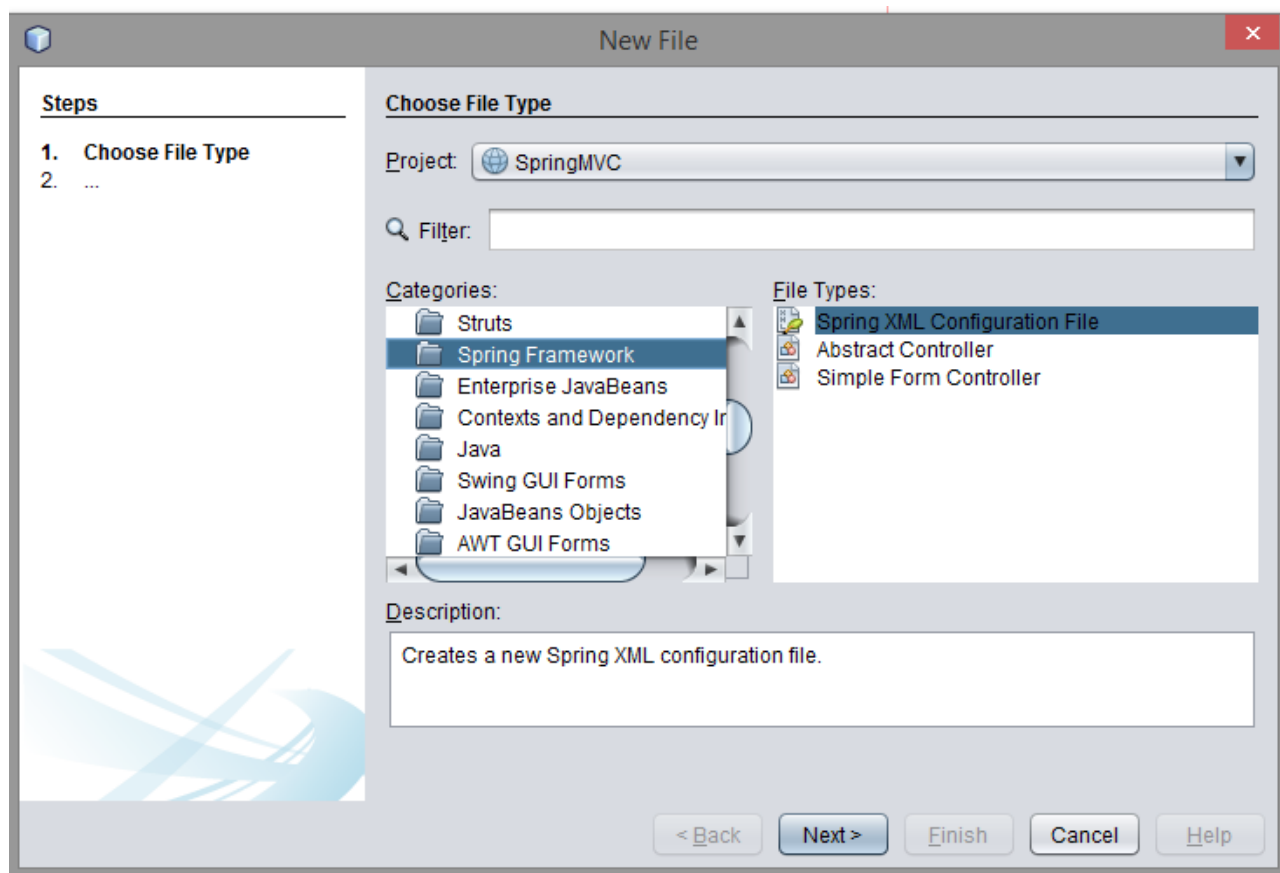 New File
Steps
1. Choose File Type
2. ...
Choose File Type
Project: SpringMVC
Filter:
Categories:
Struts
Spring Framework
Enterprise JavaBeans
Contexts and Dependency Ir
Java
Swing GUI Forms
JavaBeans Objects
AWT GUI Forms
File Types:
Spring XML Configuration File
Abstract Controller
Simple Form Controller
Description:
Creates a new Spring XML configuration file.
< Back Next > Finish Cancel Help